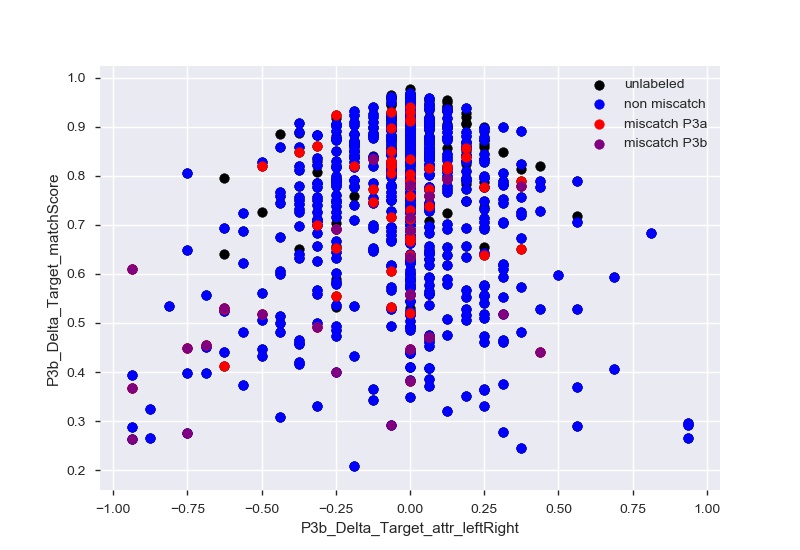 1.0
0.9
0.8
0.7
0.6
0.5
0.4
0.3
0.2
P3b_Delta_Target_matchScore
unlabeled
non miscatch
miscatch P3a
miscatch P3b
−1.00 −0.75 −0.50 −0.25 0.00 0.25 0.50 0.75 1.00
P3b_Delta_Target_attr_leftRight